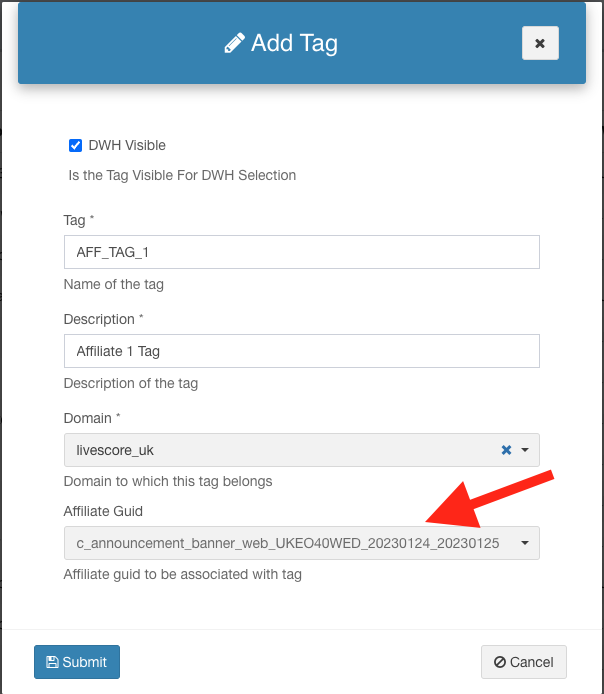 Add Tag
DWH Visible
Is the Tag Visible For DWH Selection
Tag *
AFF_TAG_1
Name of the tag
Description *
Affiliate 1 Tag
Description of the tag
Domain *
livescore_uk
Domain to which this tag belongs
Affiliate Guid
c_announcement_banner_web_UKEO40WED_20230124_20230125
Affiliate guid to be associated with tag
Submit
Cancel